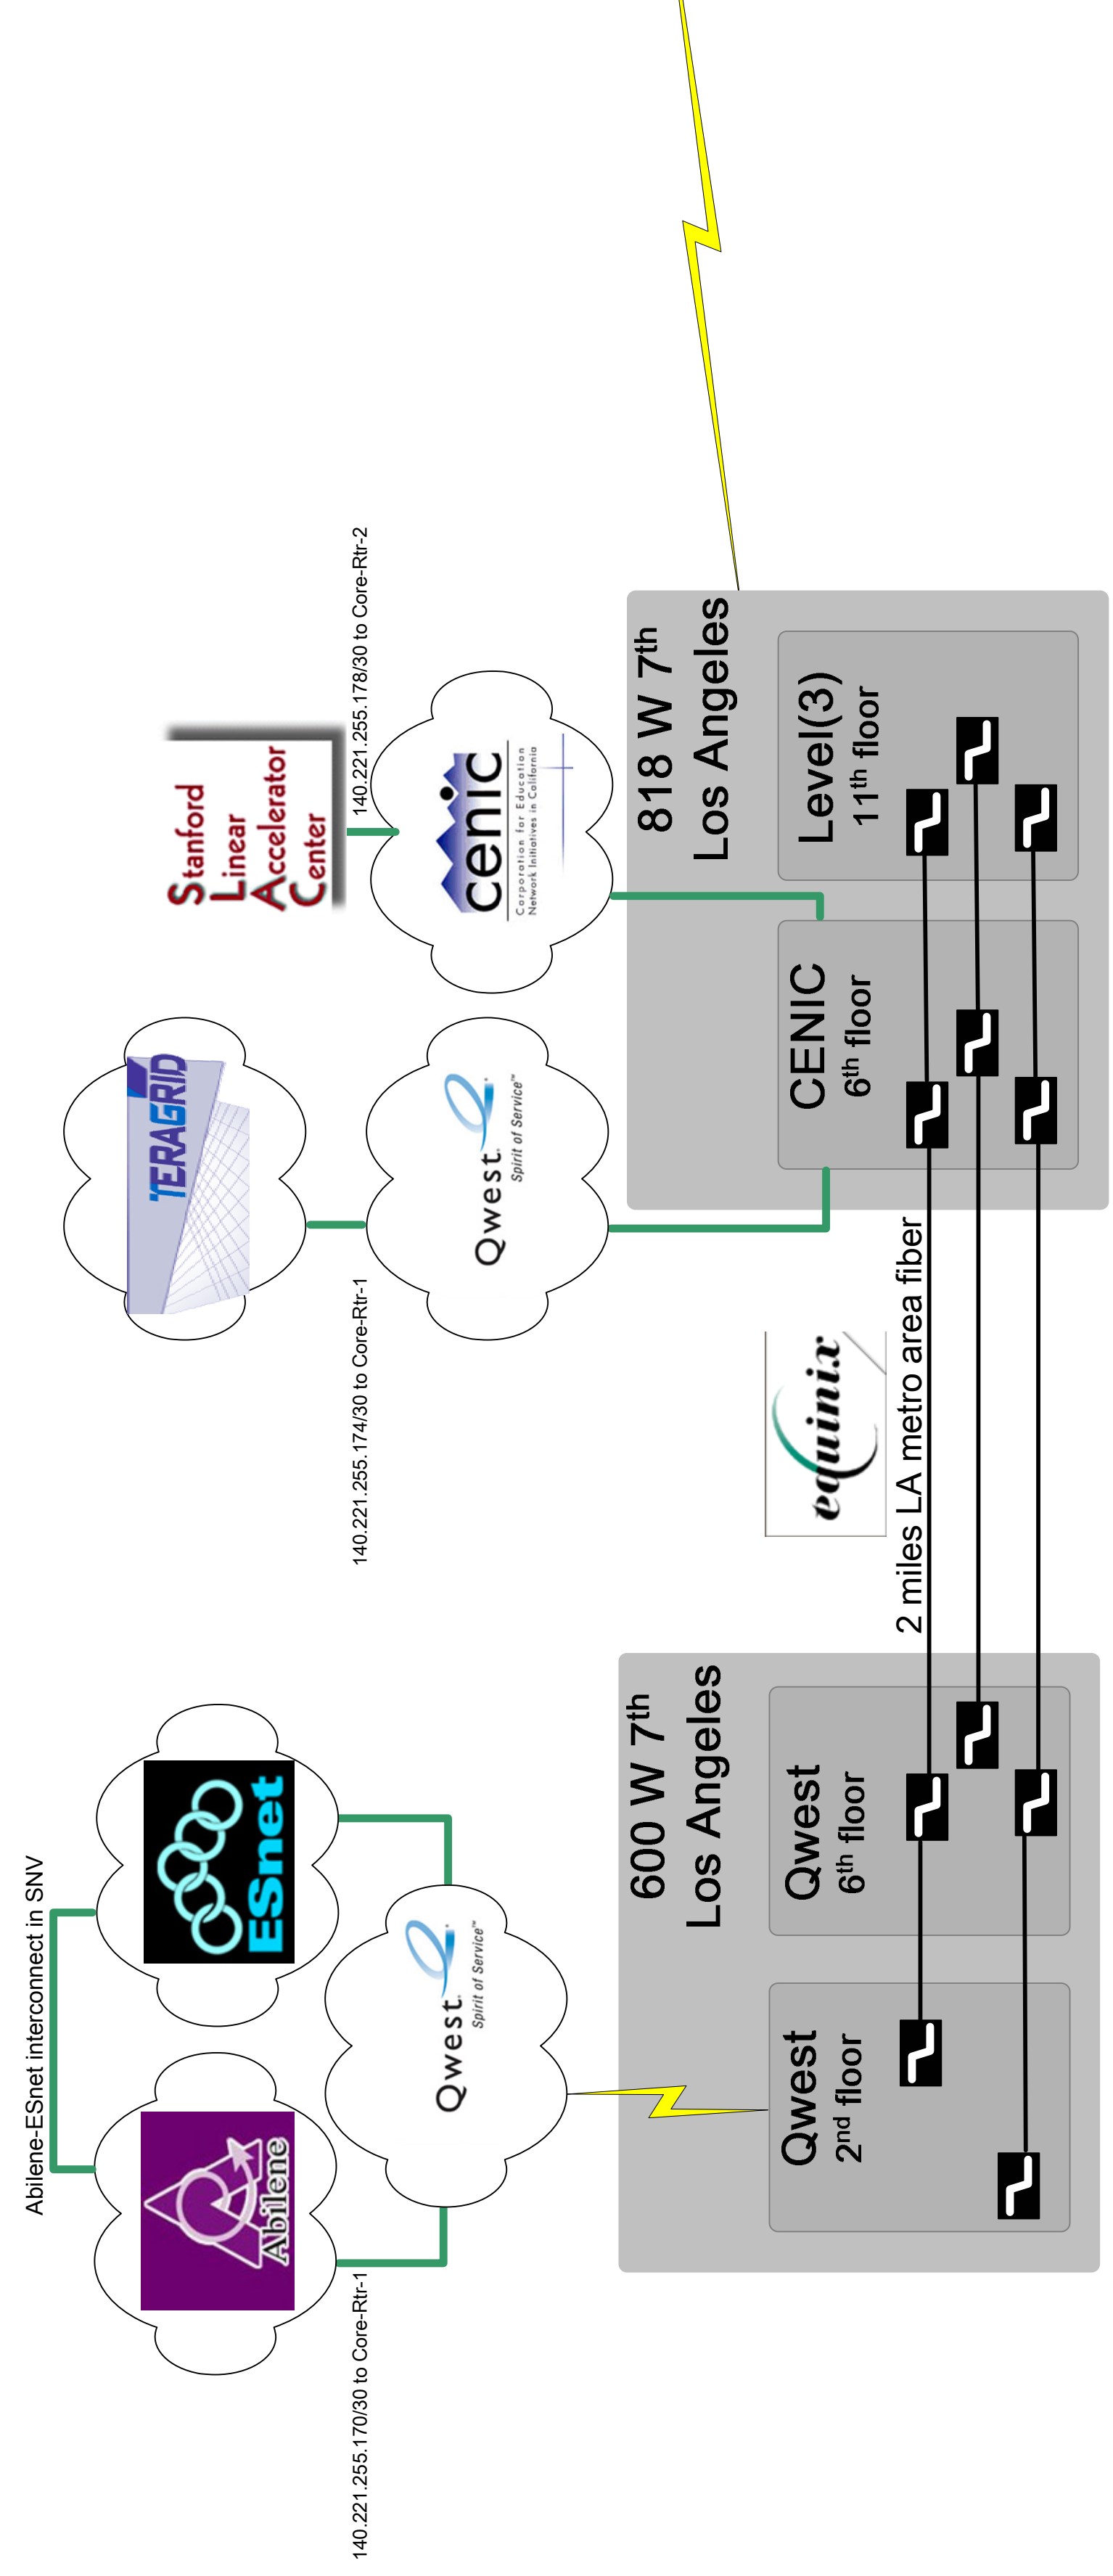 Abilene-ESnet interconnect in SNV
Abilene
ESnet
TERAGRID
Stanford
Linear
Accelerator
Center
140.221.255.170/30 to Core-Rtr-1
140.221.255.174/30 to Core-Rtr-1
140.221.255.178/30 to Core-Rtr-2
Qwest
Spirit of Service™
Qwest
Spirit of Service™
cenic
Corporation for Education
Network Initiatives in California
600 W 7th
Los Angeles
Qwest
2nd floor
Qwest
6th floor
equinix
2 miles LA metro area fiber
818 W 7th
Los Angeles
CENIC
6th floor
Level(3)
11th floor